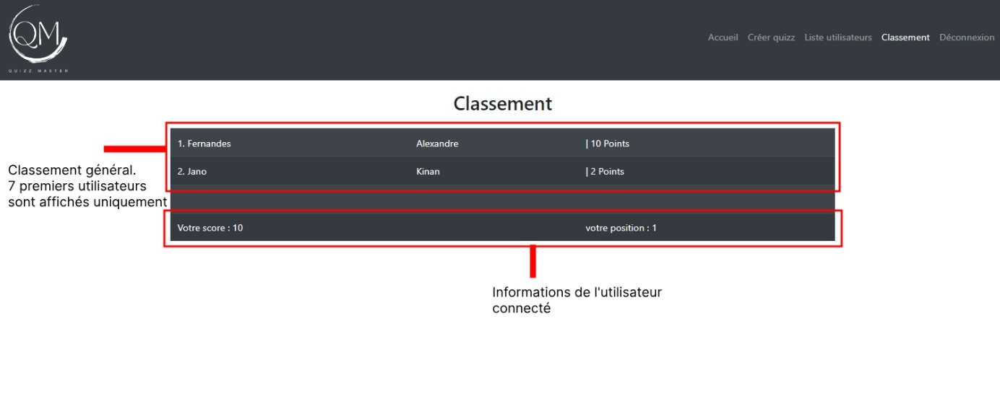 QM
QUIZZ MASTER
Accueil Créer quizz Liste utilisateurs Classement Déconnexion
Classement
1. Fernandes Alexandre | 10 Points
2. Jano Kinan | 2 Points
Votre score : 10 votre position : 1
Classement général.
7 premiers utilisateurs
sont affichés uniquement
Informations de l'utilisateur
connecté